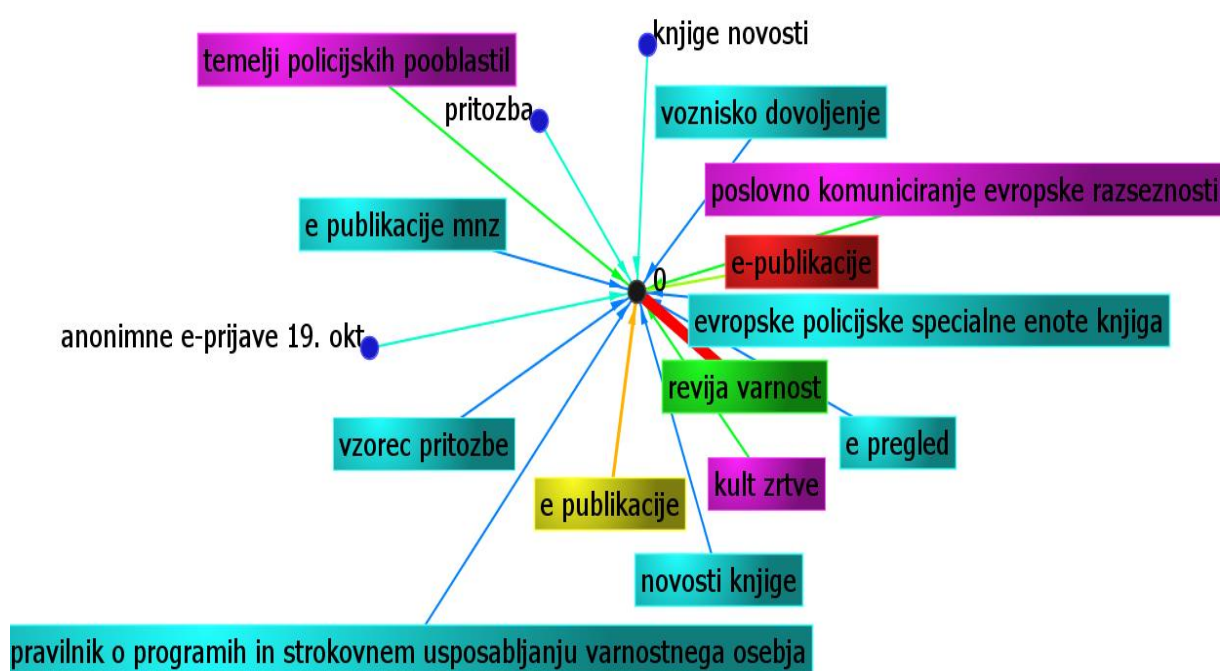 knjige novosti
temelji policijskih pooblastil
pritozba
voznisko dovoljenje
poslovno komuniciranje evropske razseznosti
e publikacije mnz
e-publikacije
0
evropske policijske specialne enote knjiga
anonimne e-prijave 19. okt
revija varnost
vzorec pritozbe
e pregled
kult zrtve
e publikacije
novosti knjige
pravilnik o programih in strokovnem usposabljanju varnostnega osebja